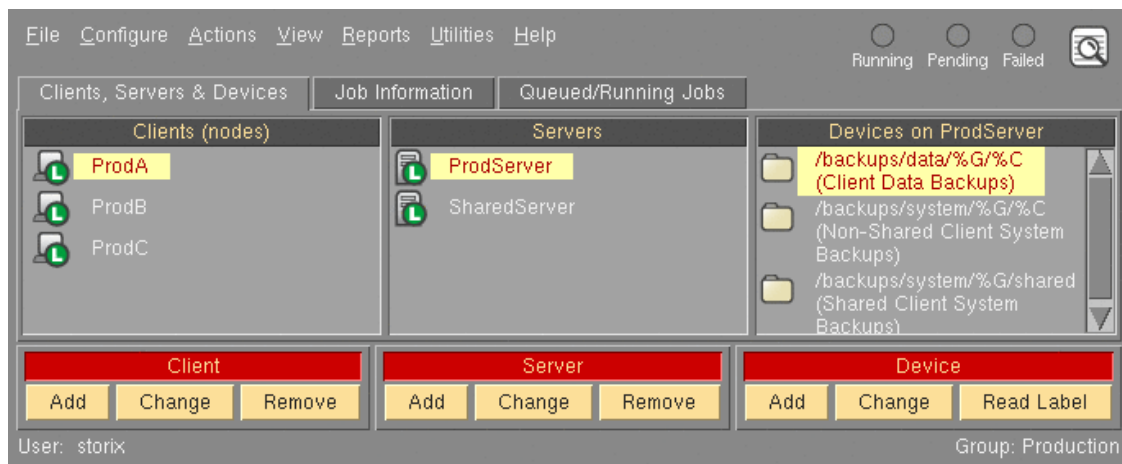 File Configure Actions View Reports Utilities Help
Running Pending Failed
Clients, Servers & Devices Job Information Queued/Running Jobs
Clients (nodes)
ProdA
ProdB
ProdC
Servers
ProdServer
SharedServer
Devices on ProdServer
/backups/data/%G/%C
(Client Data Backups)
/backups/system/%G/%C
(Non-Shared Client System
Backups)
/backups/system/%G/shared
(Shared Client System
Backups)
Client
Add Change Remove
Server
Add Change Remove
Device
Add Change Read Label
User: storix
Group: Production